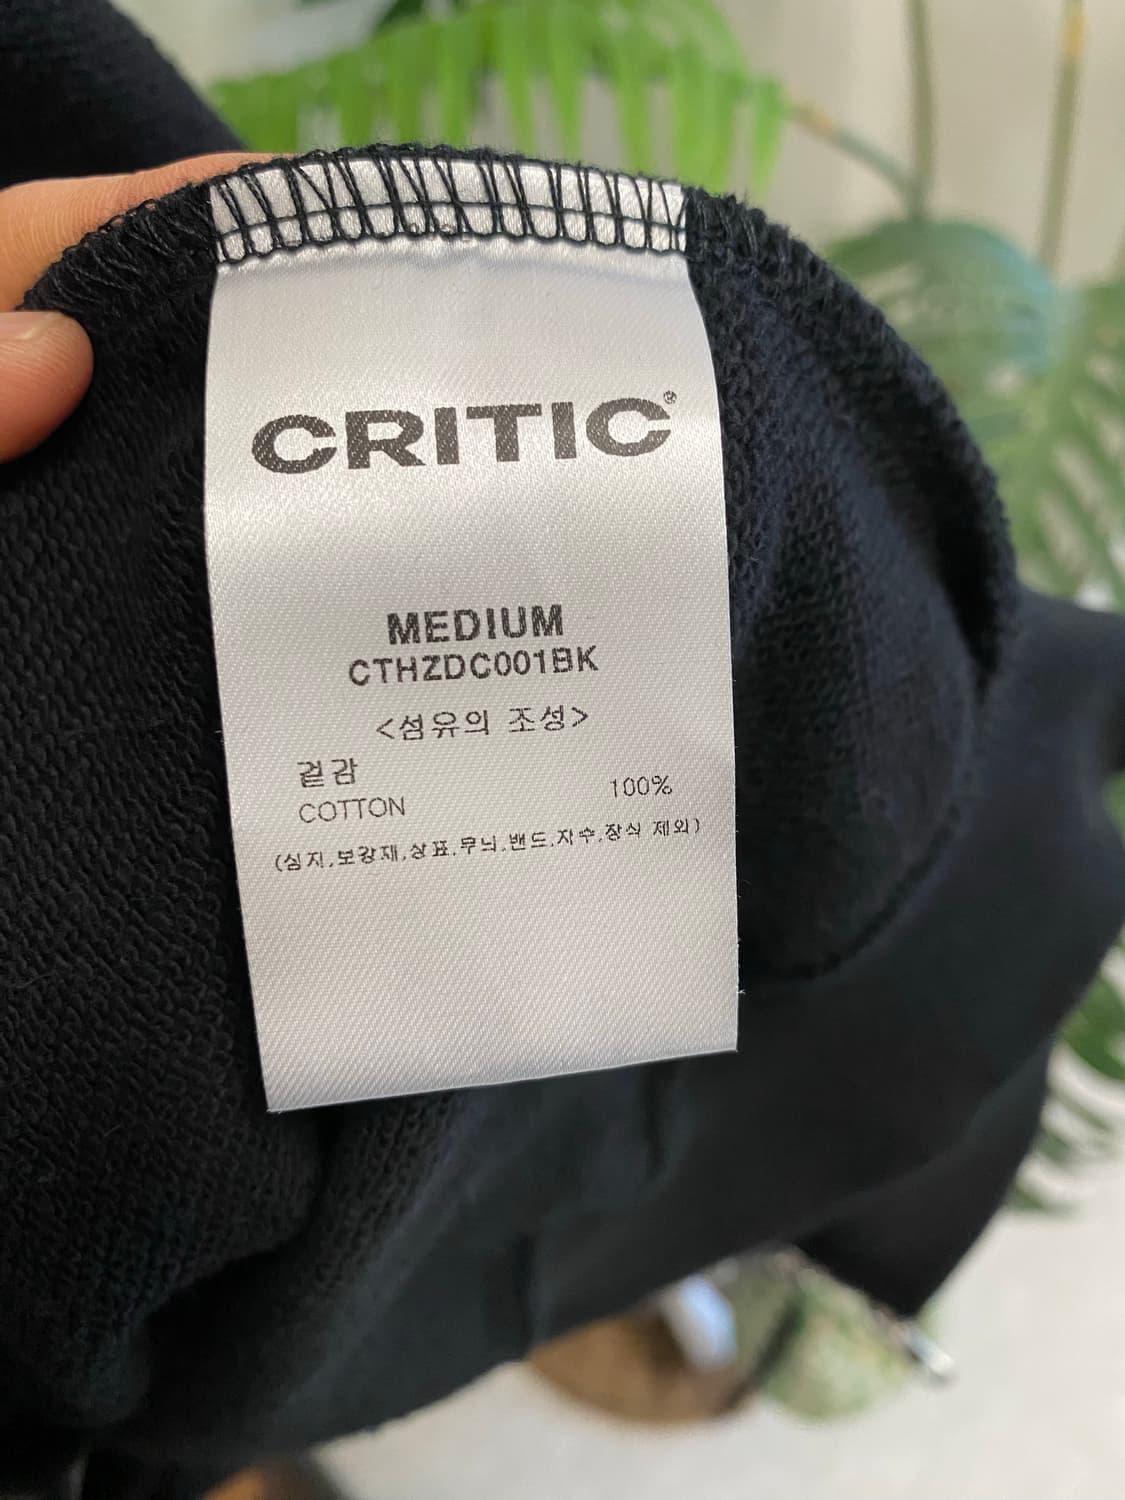 CRITIC®
MEDIUM
CTHZDC001BK
<섬유의 조성>
겉감
COTTON 100%
(심지,보강재,상표,무늬,밴드,자수,장식 제외)